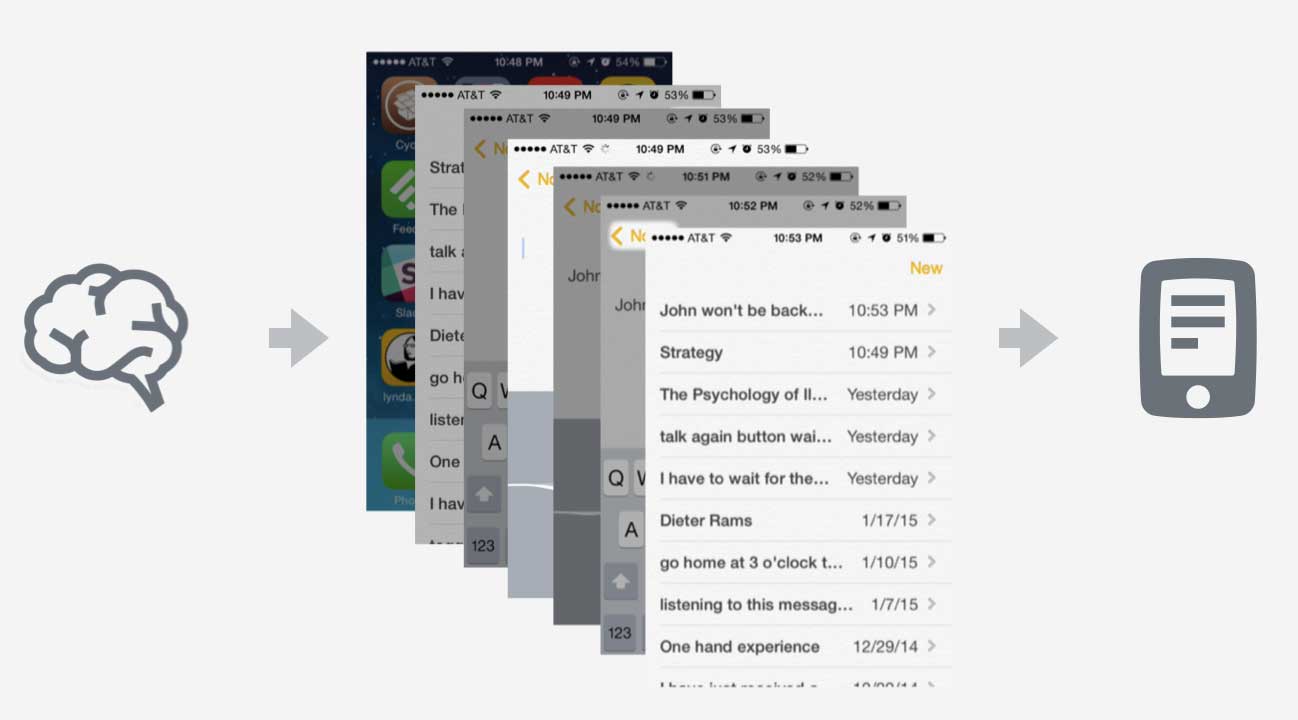 AT&T 10:48 PM 54%
Cyc
Feed
Slac
lynda.
Pho
AT&T 10:49 PM 53%
Strat
The
talk a
I hav
Diete
go h
lister
One
I hav
AT&T 10:49 PM 53%
No
Q
A
123
AT&T 10:49 PM 53%
No
AT&T 10:51 PM 52%
No
John
AT&T 10:52 PM 52%
No
John
Q
A
123
AT&T 10:53 PM 51%
New
John won't be back... 10:53 PM
Strategy 10:49 PM
The Psychology of Il... Yesterday
talk again button wai... Yesterday
I have to wait for the... Yesterday
Dieter Rams 1/17/15
go home at 3 o'clock t... 1/10/15
listening to this messag... 1/7/15
One hand experience 12/29/14